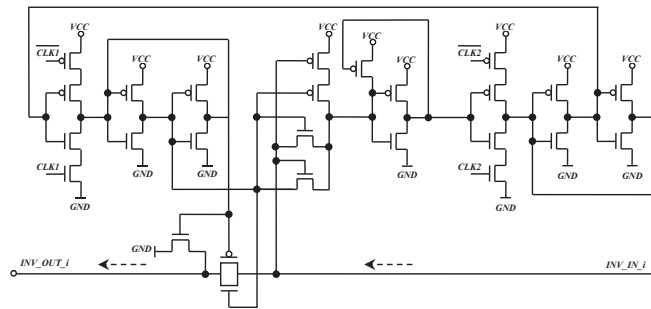 VCC VCC VCC
CLK1 VCC VCC VCC CLK2 VCC VCC
CLK1 GND GND GND CLK2 GND GND
GND GND
GND
INV_OUT_i INV_IN_i